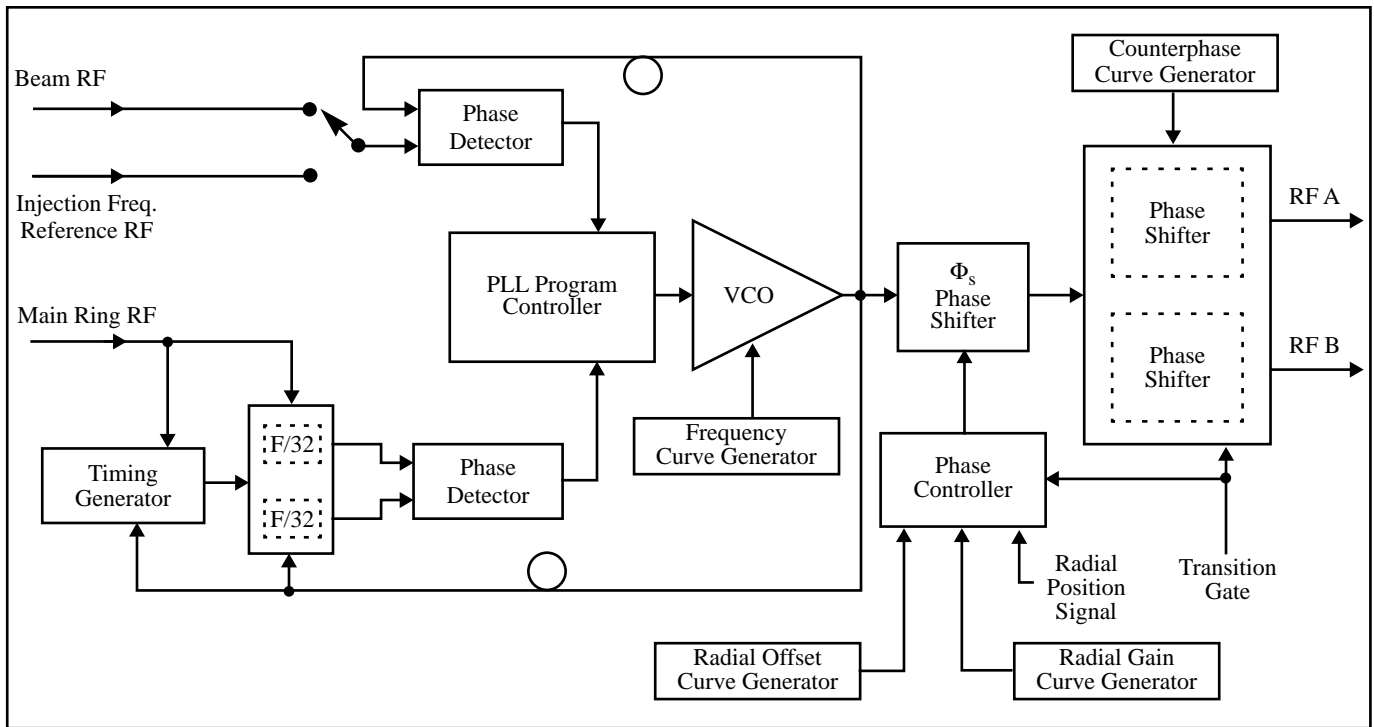 Counterphase
Curve Generator
Beam RF
Phase
Detector
Injection Freq.
Reference RF
Phase
Shifter
RF A
PLL Program
Controller
VCO
Φs
Phase
Shifter
Main Ring RF
Phase
Shifter
RF B
Frequency
Curve Generator
F/32
Timing
Generator
F/32
Phase
Detector
Phase
Controller
Radial
Position
Signal
Transition
Gate
Radial Offset
Curve Generator
Radial Gain
Curve Generator